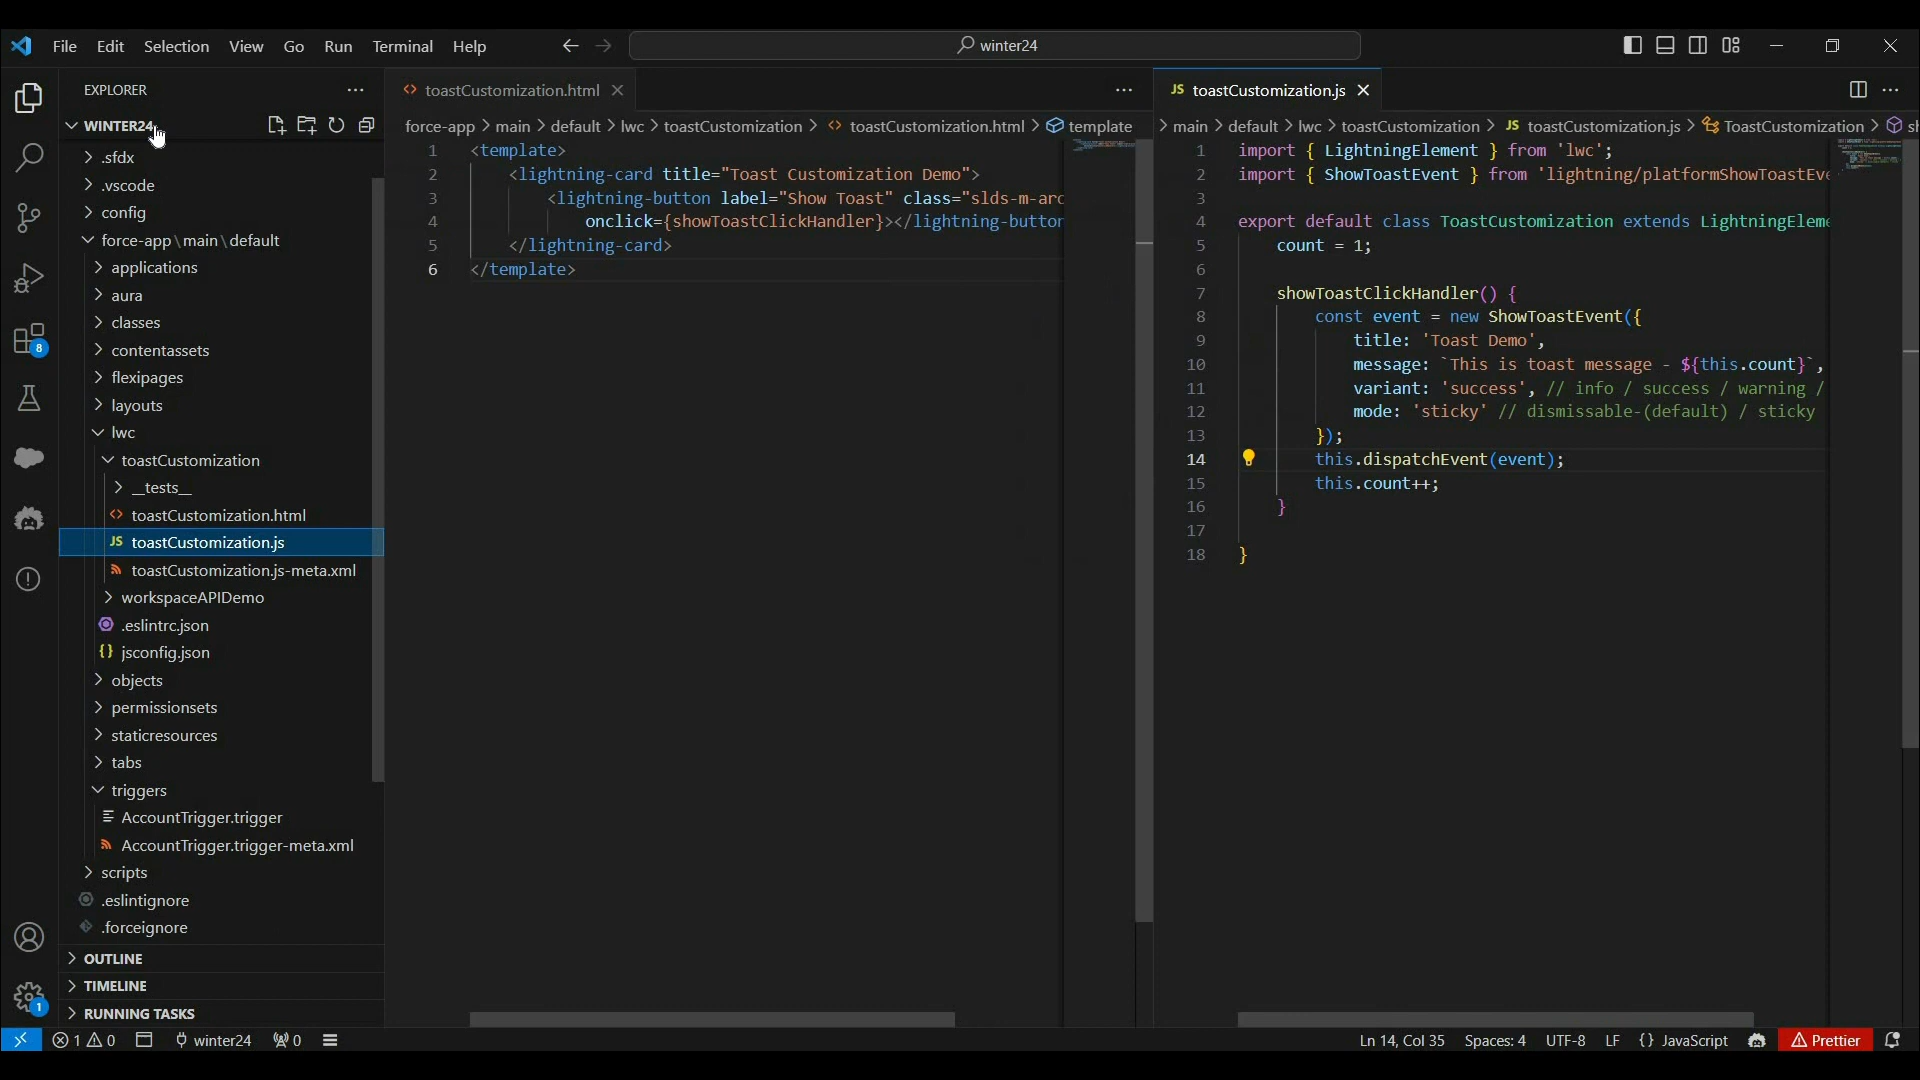 File Edit Selection View Go Run Terminal Help
winter24
EXPLORER
WINTER24
.sfdx
.vscode
config
force-app\main\default
applications
aura
classes
contentassets
flexipages
layouts
lwc
toastCustomization
__tests__
toastCustomization.html
JS toastCustomization.js
toastCustomization.js-meta.xml
workspaceAPIDemo
.eslintrc.json
{} jsconfig.json
objects
permissionsets
staticresources
tabs
triggers
AccountTrigger.trigger
AccountTrigger.trigger-meta.xml
scripts
.eslintignore
.forceignore
OUTLINE
TIMELINE
RUNNING TASKS
8
1
toastCustomization.html
force-app > main > default > lwc > toastCustomization > toastCustomization.html > template
1 <template>
2 <lightning-card title="Toast Customization Demo">
3 <lightning-button label="Show Toast" class="slds-m-arc
4 onclick={showToastClickHandler}></lightning-button
5 </lightning-card>
6 </template>
JS toastCustomization.js
> main > default > lwc > toastCustomization > JS toastCustomization.js > ToastCustomization > sh
1 import { LightningElement } from 'lwc';
2 import { ShowToastEvent } from 'lightning/platformShowToastEve
3
4 export default class ToastCustomization extends LightningEleme
5 count = 1;
6
7 showToastClickHandler() {
8 const event = new ShowToastEvent({
9 title: 'Toast Demo',
10 message: `This is toast message - ${this.count}`,
11 variant: 'success', // info / success / warning /
12 mode: 'sticky' // dismissable-(default) / sticky
13 });
14 this.dispatchEvent(event);
15 this.count++;
16 }
17
18 }
1 0 winter24 0
Ln 14, Col 35 Spaces: 4 UTF-8 LF {} JavaScript Prettier